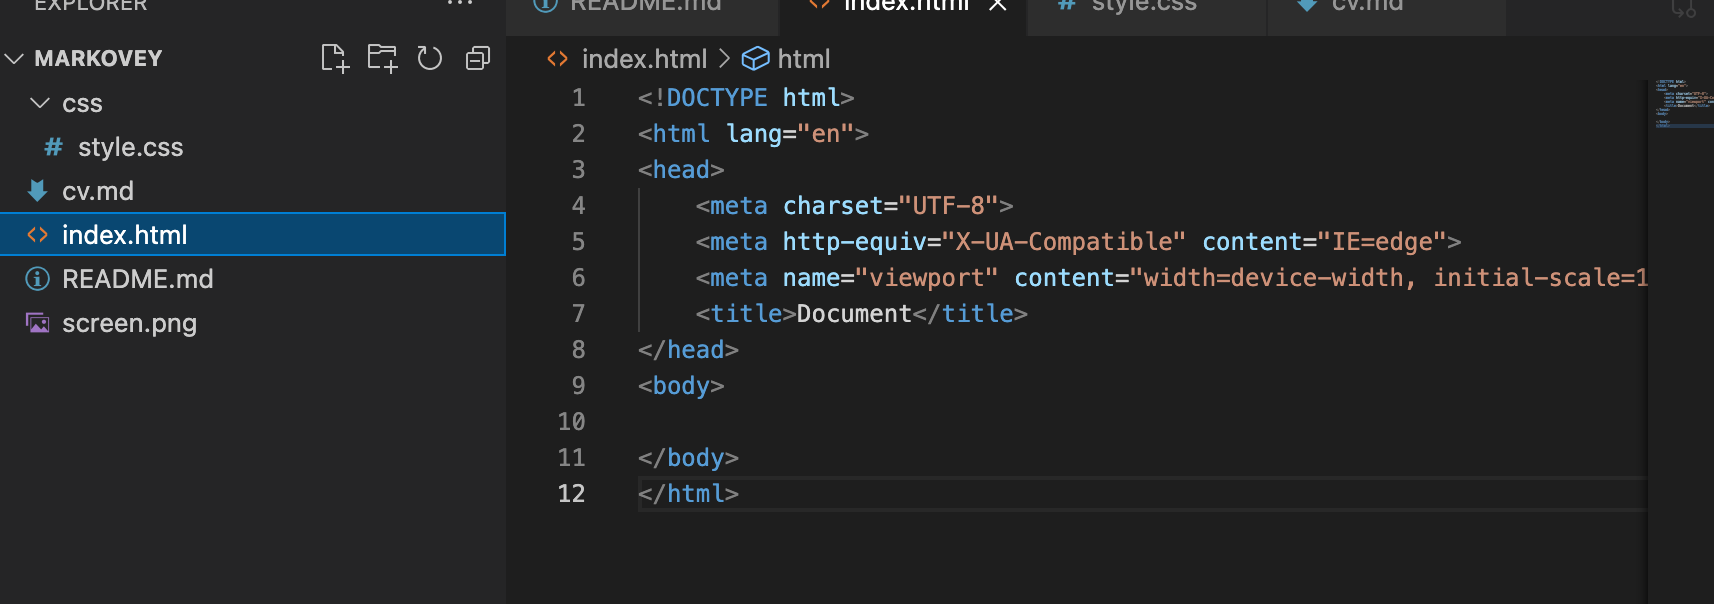 EXPLORER
README.md
index.html
style.css
cv.md
MARKOVEY
css
style.css
cv.md
index.html
README.md
screen.png
index.html > html
1 <!DOCTYPE html>
2 <html lang="en">
3 <head>
4 <meta charset="UTF-8">
5 <meta http-equiv="X-UA-Compatible" content="IE=edge">
6 <meta name="viewport" content="width=device-width, initial-scale=1
7 <title>Document</title>
8 </head>
9 <body>
10
11 </body>
12 </html>